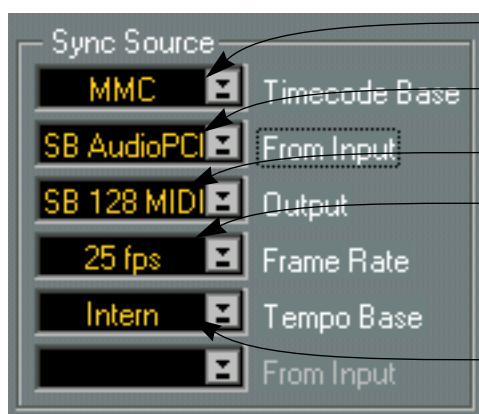 Sync Source
MMC Timecode Base
SB AudioPCI From Input
SB 128 MIDI Output
25 fps Frame Rate
Intern Tempo Base
From Input